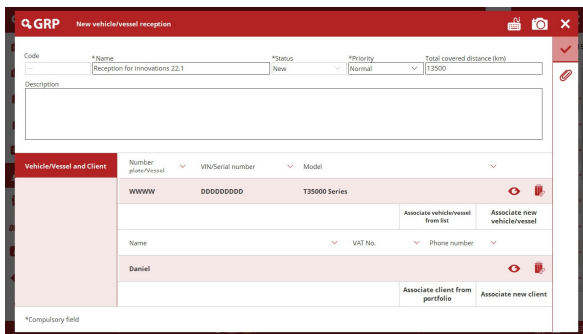 GRP New vehicle/vessel reception
Code *Name *Status *Priority Total covered distance (km)
--- Reception for innovations 22.1 New Normal 13500
Description
Vehicle/Vessel and Client
Number plate/Vessel VIN/Serial number Model
WWWW DDDDDDDDD T35000 Series
Associate vehicle/vessel from list Associate new vehicle/vessel
Name VAT No. Phone number
Daniel
Associate client from portfolio Associate new client
*Compulsory field